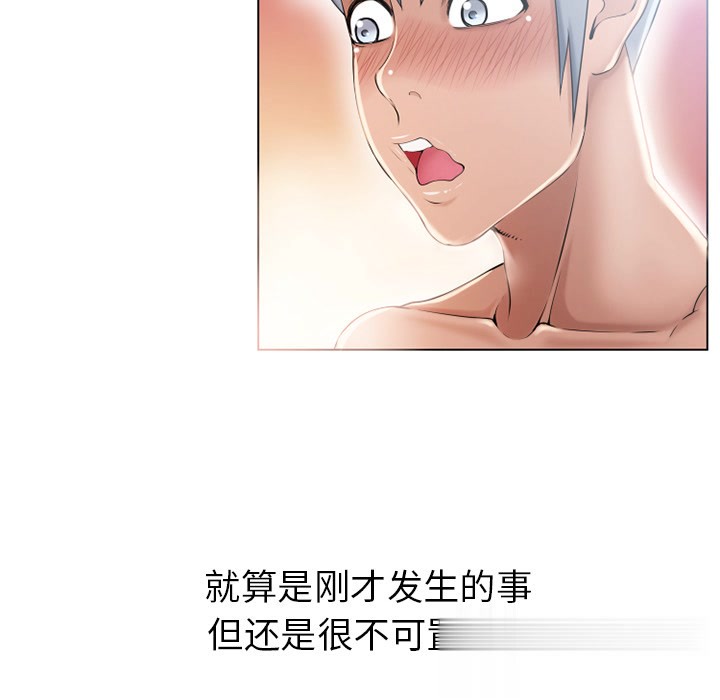 就算是刚才发生的事
但还是很不可